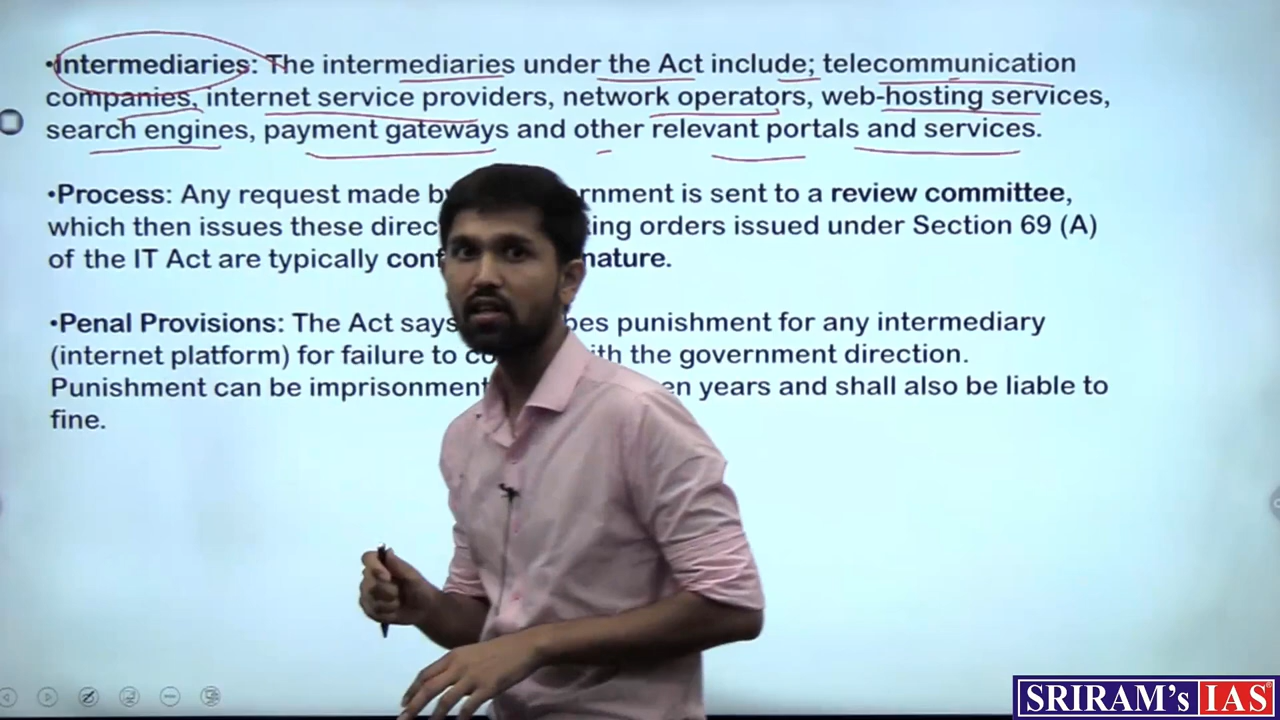 •Intermediaries: The intermediaries under the Act include; telecommunication
companies, internet service providers, network operators, web-hosting services,
search engines, payment gateways and other relevant portals and services.
•Process: Any request made by ernment is sent to a review committee,
which then issues these direc ing orders issued under Section 69 (A)
of the IT Act are typically conf nature.
•Penal Provisions: The Act says bes punishment for any intermediary
(internet platform) for failure to co ith the government direction.
Punishment can be imprisonment en years and shall also be liable to
fine.
SRIRAM's IAS